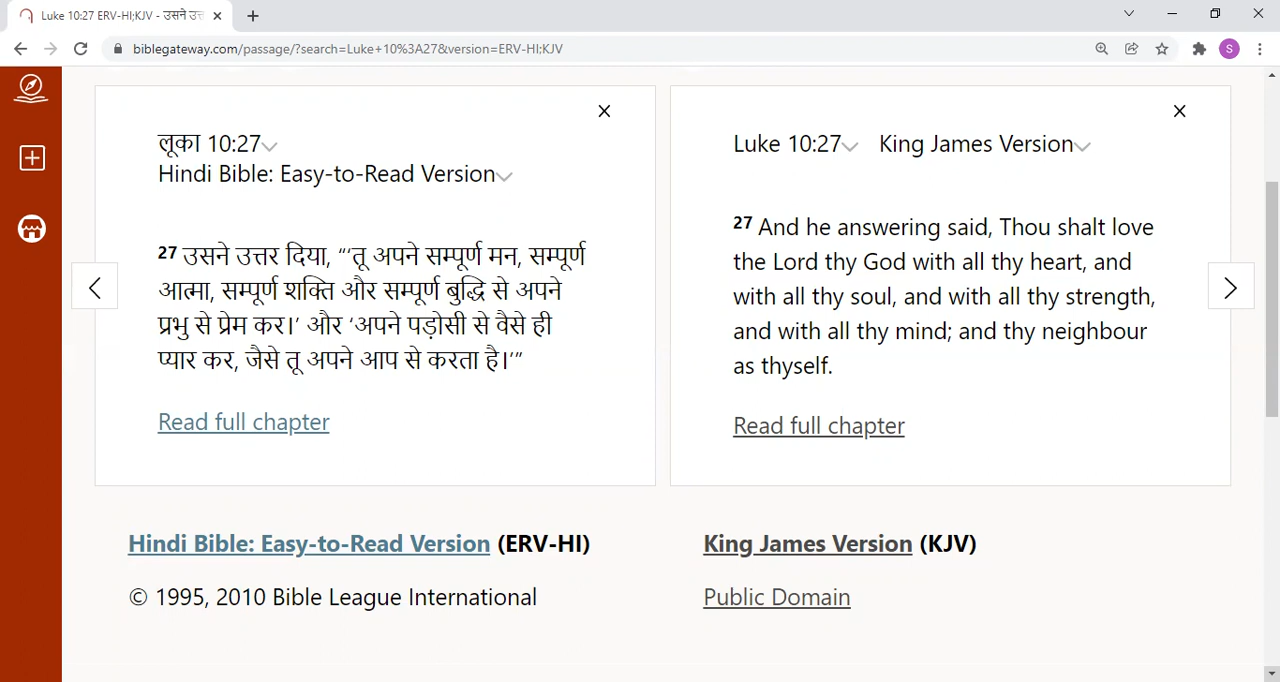 Luke 10:27 ERV-HI;KJV - उसने उत्त
biblegateway.com/passage/?search=Luke+10%3A27&version=ERV-HI;KJV
S
लूका 10:27
Hindi Bible: Easy-to-Read Version
27 उसने उत्तर दिया, “‘तू अपने सम्पूर्ण मन, सम्पूर्ण
आत्मा, सम्पूर्ण शक्ति और सम्पूर्ण बुद्धि से अपने
प्रभु से प्रेम कर।’ और ‘अपने पड़ोसी से वैसे ही
प्यार कर, जैसे तू अपने आप से करता है।’”
Read full chapter
Luke 10:27 King James Version
27 And he answering said, Thou shalt love
the Lord thy God with all thy heart, and
with all thy soul, and with all thy strength,
and with all thy mind; and thy neighbour
as thyself.
Read full chapter
Hindi Bible: Easy-to-Read Version (ERV-HI)
© 1995, 2010 Bible League International
King James Version (KJV)
Public Domain